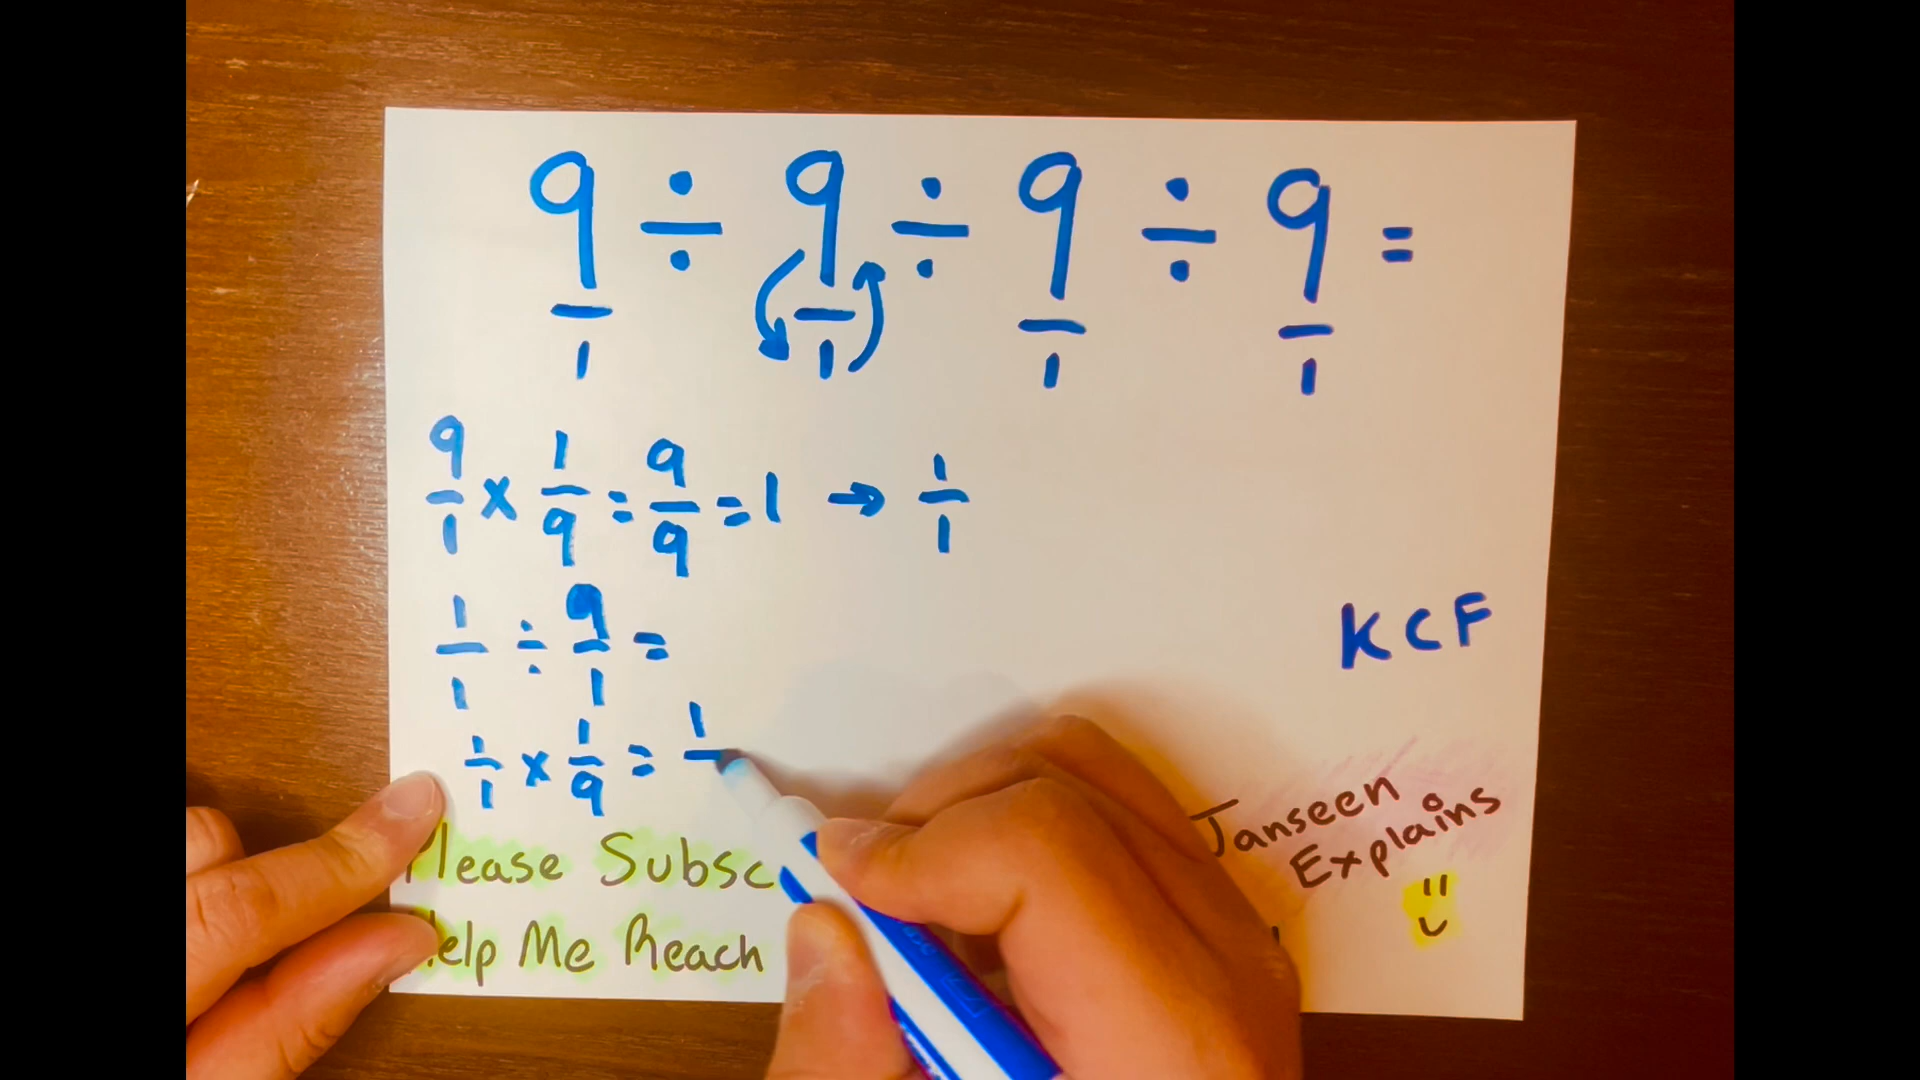 9/1 ÷ 9/1 ÷ 9/1 ÷ 9/1 =
9/1 × 1/9 = 9/9 = 1 → 1/1
1/1 ÷ 9/1 =
KCF
1/1 × 1/9 = 1/
Janseen
Explains
Please Subsc
Help Me Reach